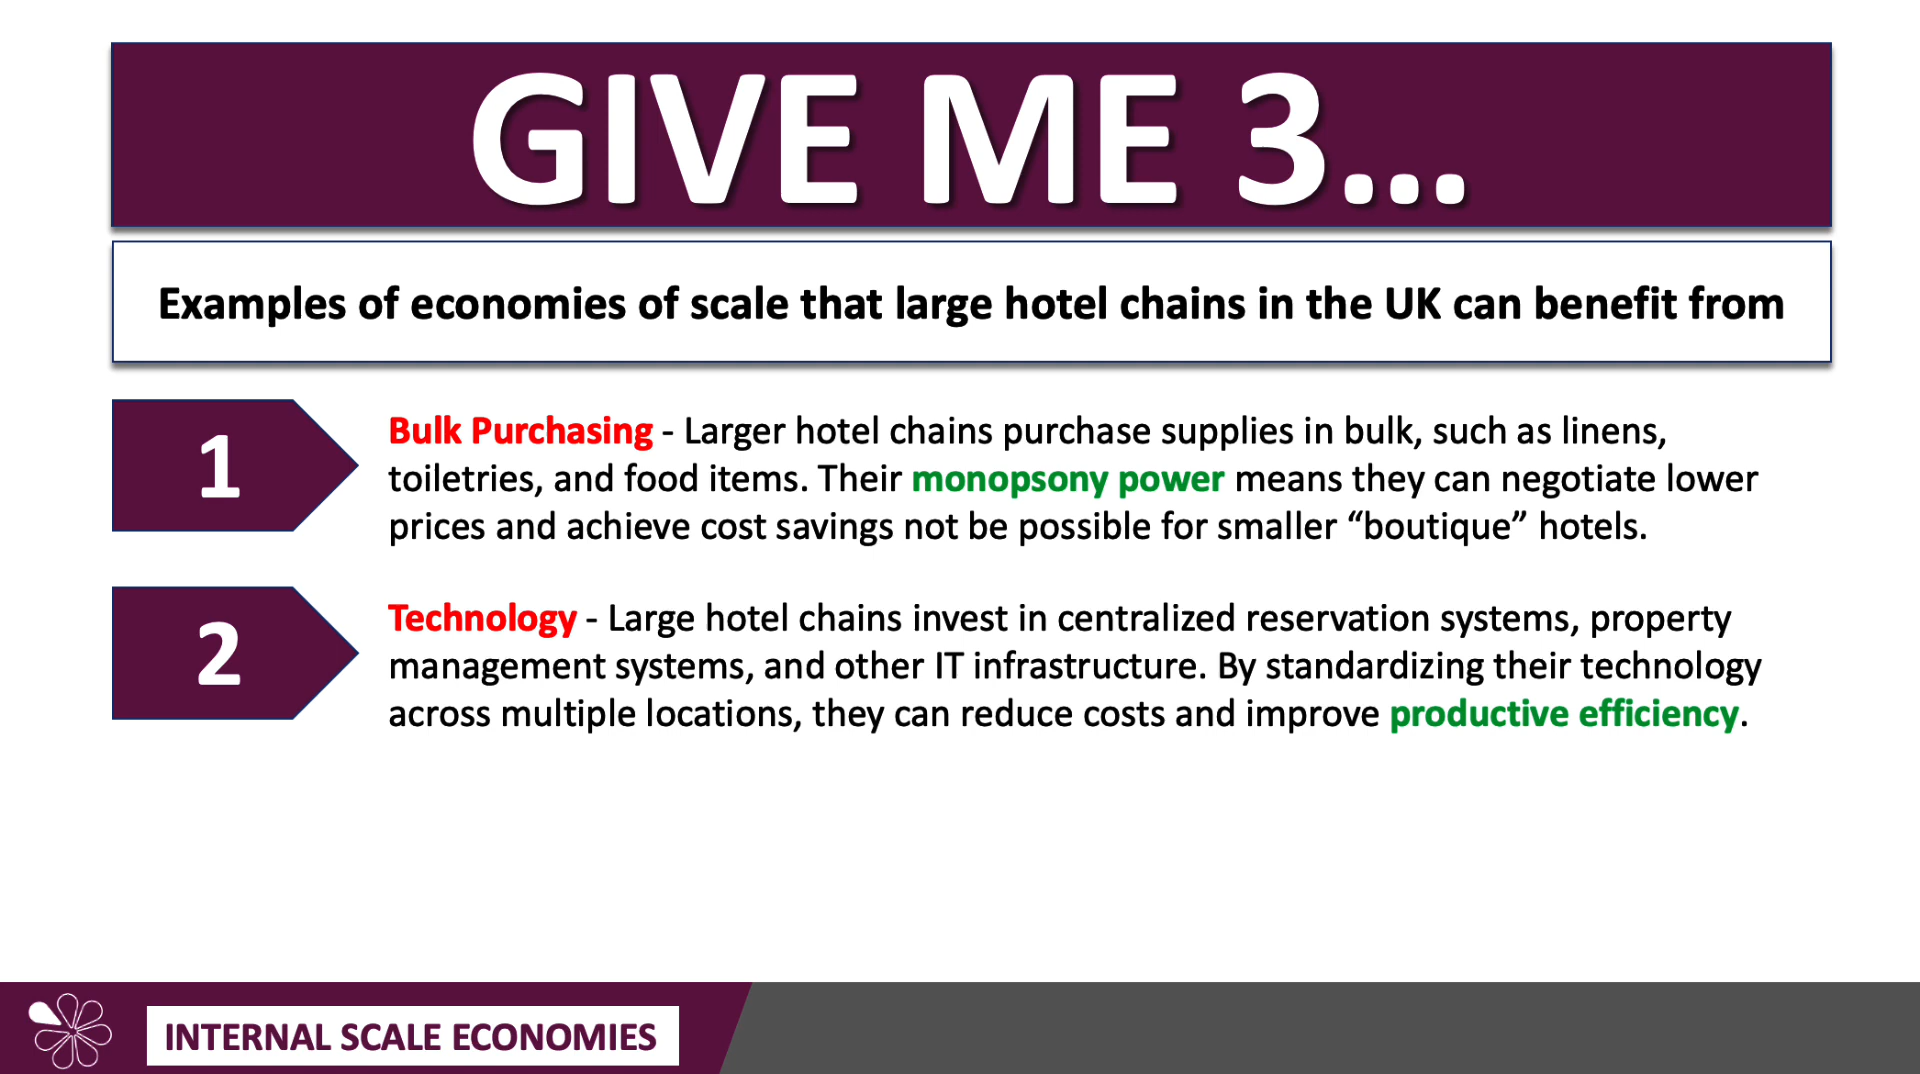 GIVE ME 3...
Examples of economies of scale that large hotel chains in the UK can benefit from
1
Bulk Purchasing - Larger hotel chains purchase supplies in bulk, such as linens,
toiletries, and food items. Their monopsony power means they can negotiate lower
prices and achieve cost savings not be possible for smaller “boutique” hotels.
2
Technology - Large hotel chains invest in centralized reservation systems, property
management systems, and other IT infrastructure. By standardizing their technology
across multiple locations, they can reduce costs and improve productive efficiency.
INTERNAL SCALE ECONOMIES